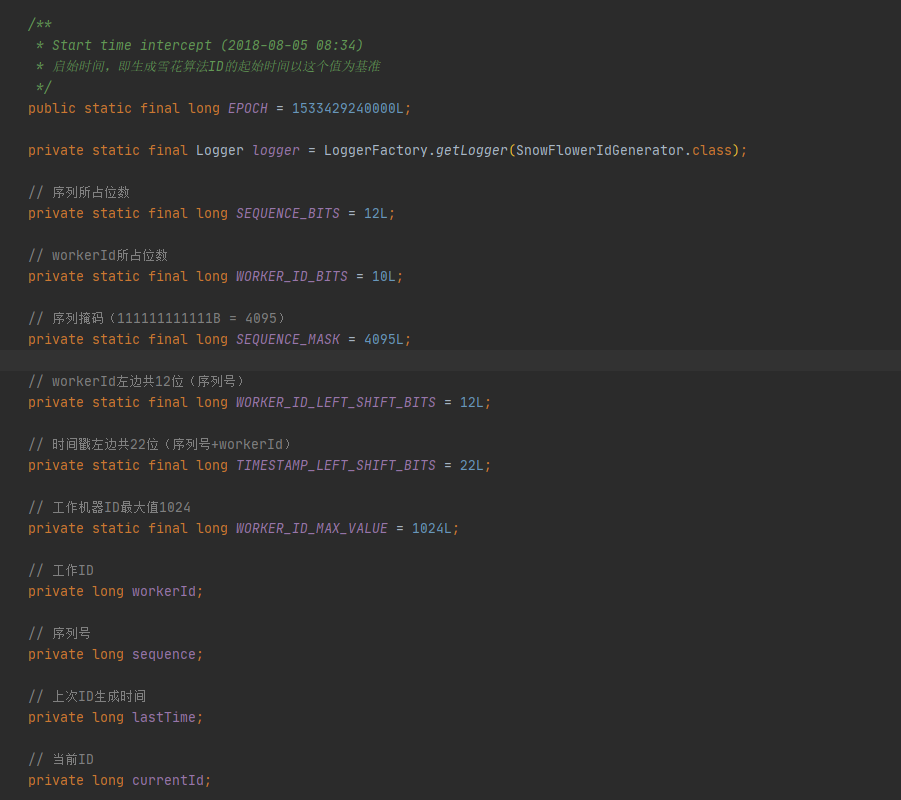 /**
 * Start time intercept (2018-08-05 08:34)
 * 启始时间，即生成雪花算法ID的起始时间以这个值为基准
 */
public static final long EPOCH = 1533429240000L;
private static final Logger logger = LoggerFactory.getLogger(SnowFlowerIdGenerator.class);
// 序列所占位数
private static final long SEQUENCE_BITS = 12L;
// workerId所占位数
private static final long WORKER_ID_BITS = 10L;
// 序列掩码（111111111111B = 4095）
private static final long SEQUENCE_MASK = 4095L;
// workerId左边共12位（序列号）
private static final long WORKER_ID_LEFT_SHIFT_BITS = 12L;
// 时间戳左边共22位（序列号+workerId）
private static final long TIMESTAMP_LEFT_SHIFT_BITS = 22L;
// 工作机器ID最大值1024
private static final long WORKER_ID_MAX_VALUE = 1024L;
// 工作ID
private long workerId;
// 序列号
private long sequence;
// 上次ID生成时间
private long lastTime;
// 当前ID
private long currentId;